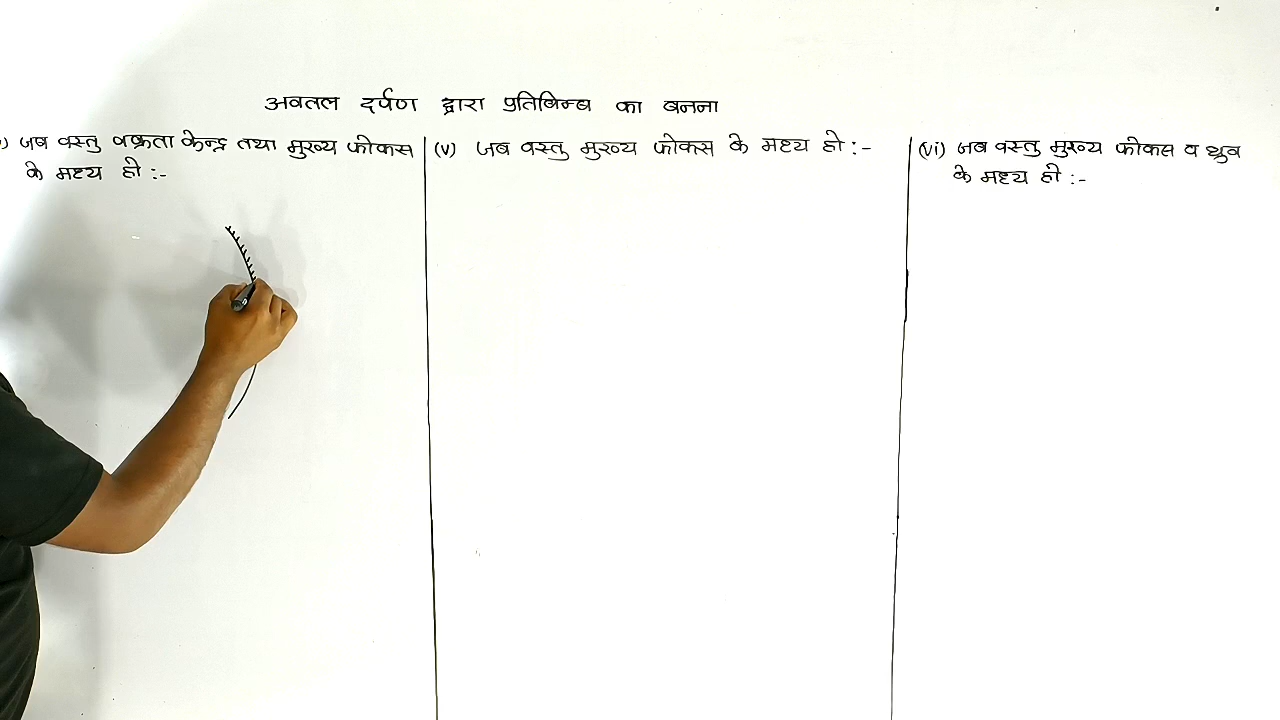 अवतल दर्पण द्वारा प्रतिबिम्ब का बनना
) जब वस्तु वक्रता केन्द्र तथा मुख्य फोकस
के मध्य हो :-
(v) जब वस्तु मुख्य फोकस के मध्य हो :-
(vi) जब वस्तु मुख्य फोकस व ध्रुव
के मध्य हो :-